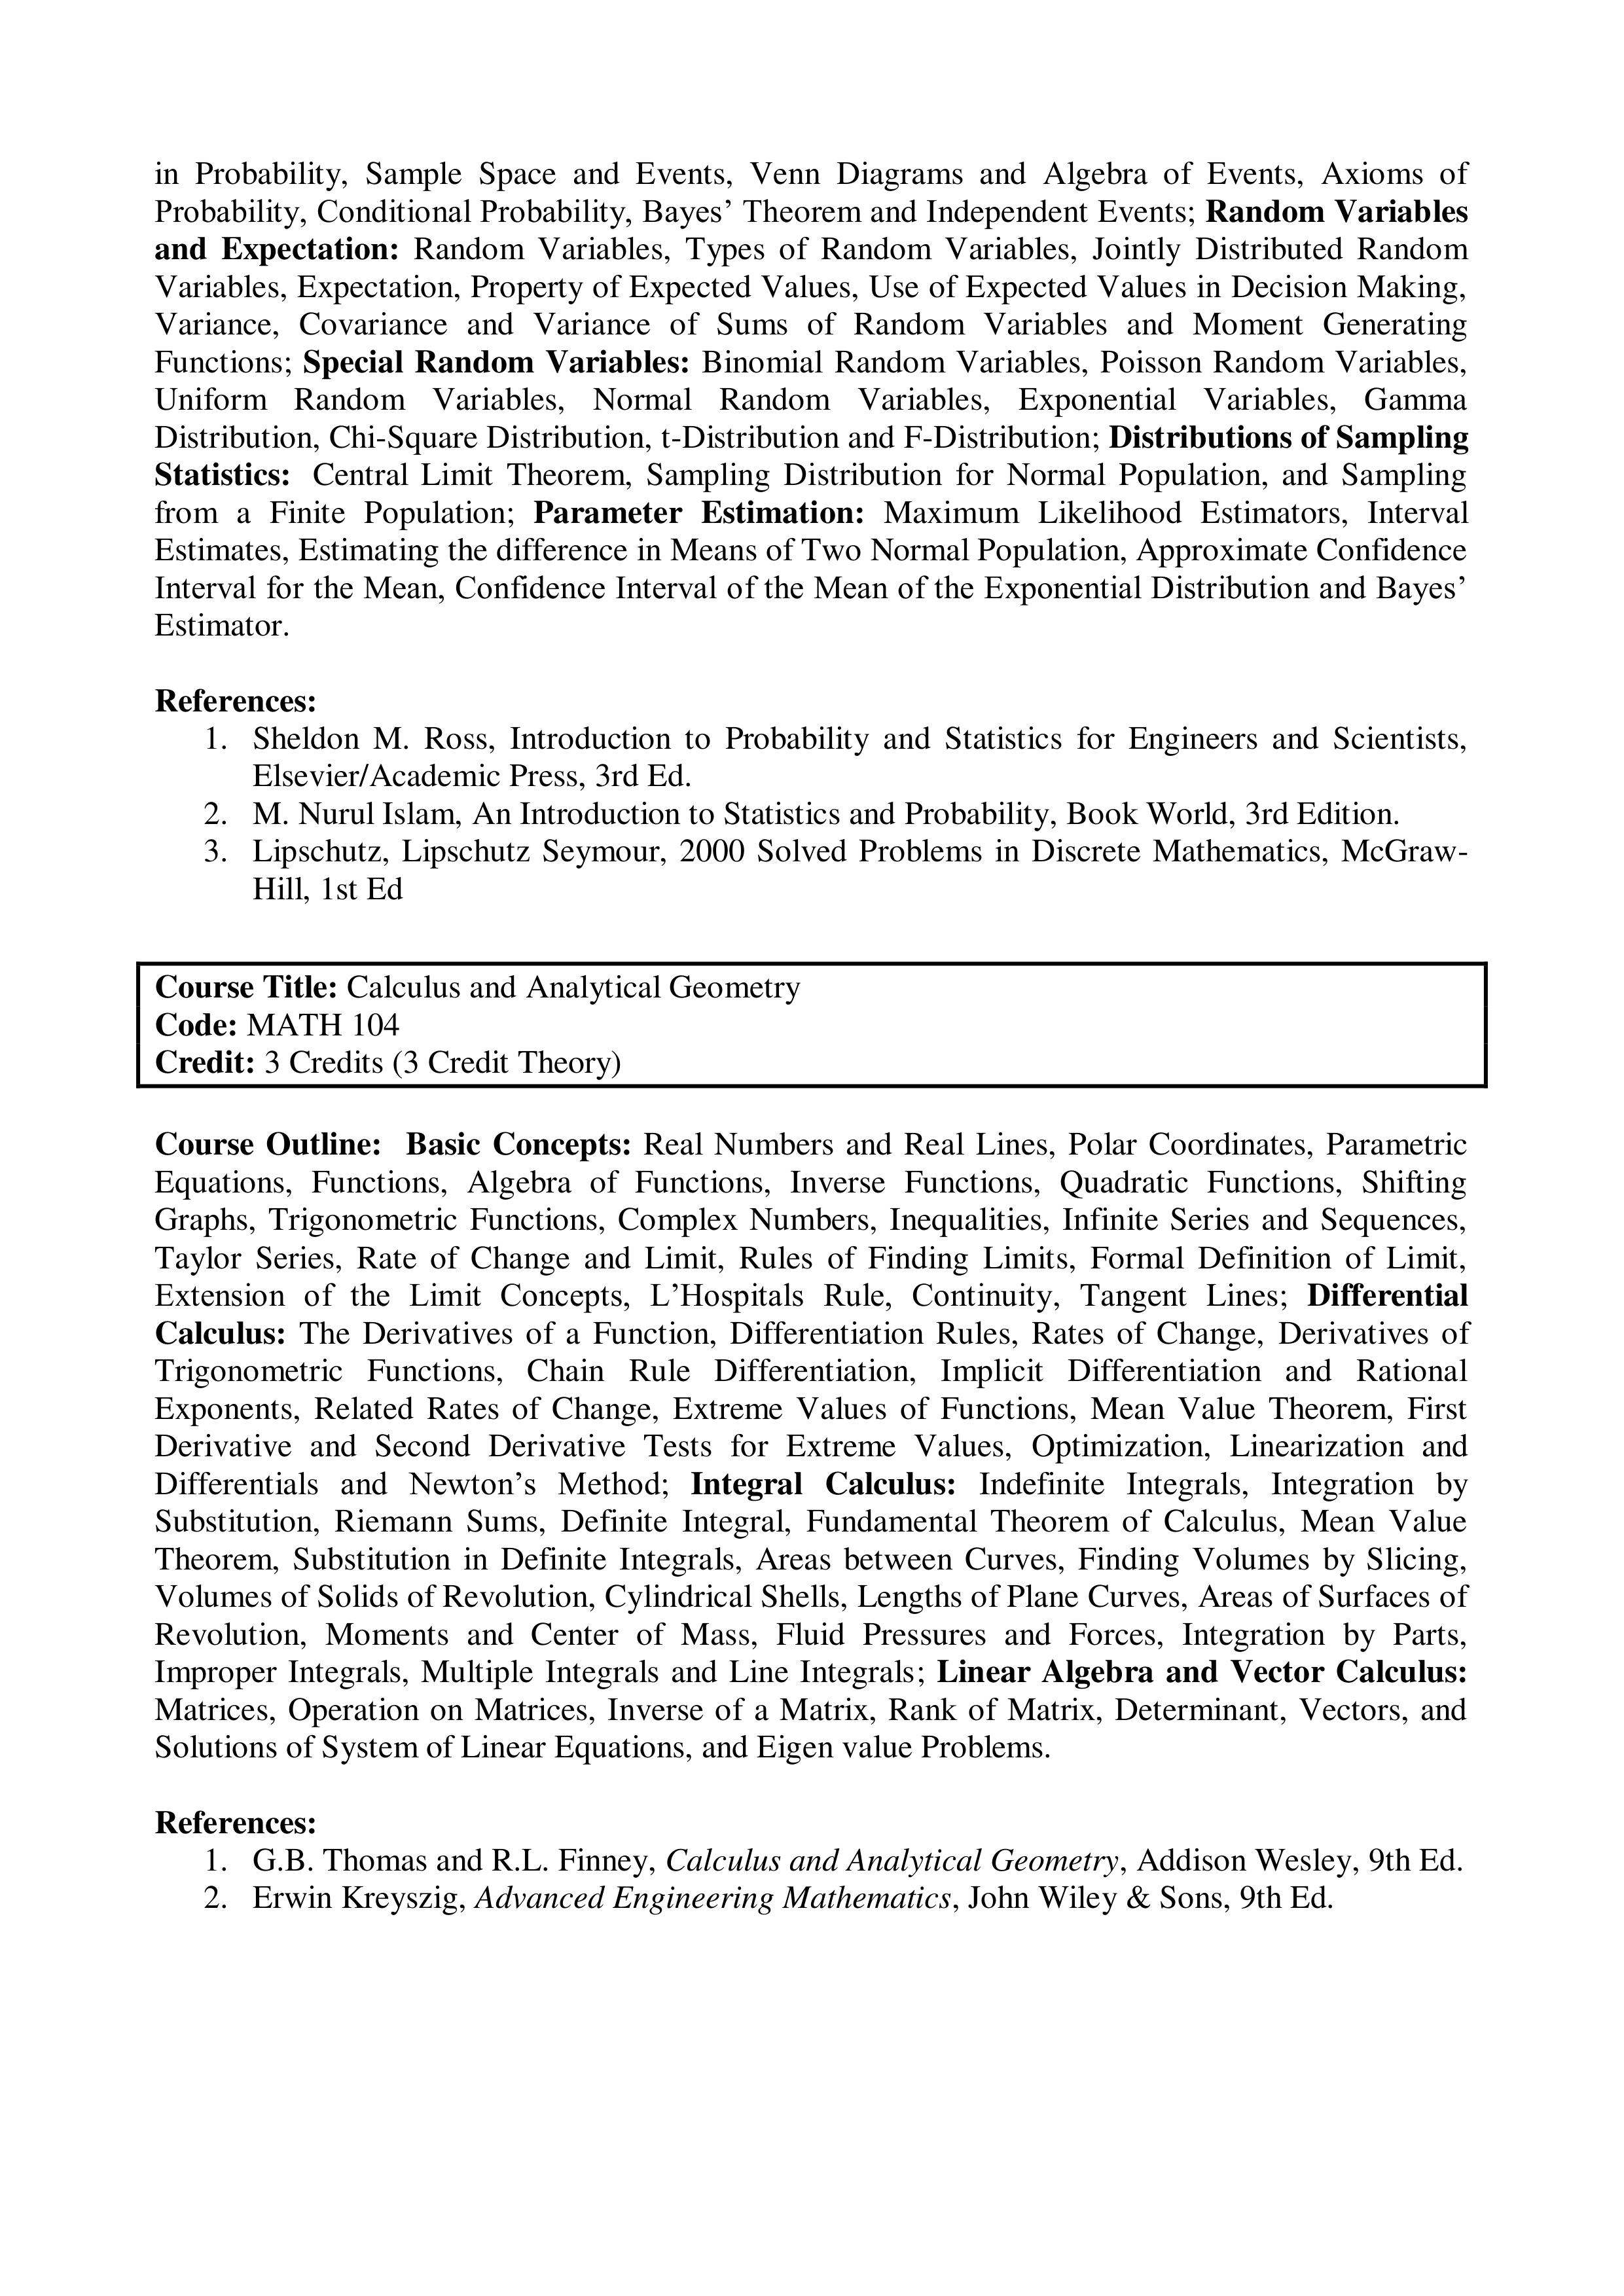 in Probability, Sample Space and Events, Venn Diagrams and Algebra of Events, Axioms of
Probability, Conditional Probability, Bayes’ Theorem and Independent Events; Random Variables
and Expectation: Random Variables, Types of Random Variables, Jointly Distributed Random
Variables, Expectation, Property of Expected Values, Use of Expected Values in Decision Making,
Variance, Covariance and Variance of Sums of Random Variables and Moment Generating
Functions; Special Random Variables: Binomial Random Variables, Poisson Random Variables,
Uniform Random Variables, Normal Random Variables, Exponential Variables, Gamma
Distribution, Chi-Square Distribution, t-Distribution and F-Distribution; Distributions of Sampling
Statistics: Central Limit Theorem, Sampling Distribution for Normal Population, and Sampling
from a Finite Population; Parameter Estimation: Maximum Likelihood Estimators, Interval
Estimates, Estimating the difference in Means of Two Normal Population, Approximate Confidence
Interval for the Mean, Confidence Interval of the Mean of the Exponential Distribution and Bayes’
Estimator.
References:
1. Sheldon M. Ross, Introduction to Probability and Statistics for Engineers and Scientists,
Elsevier/Academic Press, 3rd Ed.
2. M. Nurul Islam, An Introduction to Statistics and Probability, Book World, 3rd Edition.
3. Lipschutz, Lipschutz Seymour, 2000 Solved Problems in Discrete Mathematics, McGraw-
Hill, 1st Ed
Course Title: Calculus and Analytical Geometry
Code: MATH 104
Credit: 3 Credits (3 Credit Theory)
Course Outline: Basic Concepts: Real Numbers and Real Lines, Polar Coordinates, Parametric
Equations, Functions, Algebra of Functions, Inverse Functions, Quadratic Functions, Shifting
Graphs, Trigonometric Functions, Complex Numbers, Inequalities, Infinite Series and Sequences,
Taylor Series, Rate of Change and Limit, Rules of Finding Limits, Formal Definition of Limit,
Extension of the Limit Concepts, L’Hospitals Rule, Continuity, Tangent Lines; Differential
Calculus: The Derivatives of a Function, Differentiation Rules, Rates of Change, Derivatives of
Trigonometric Functions, Chain Rule Differentiation, Implicit Differentiation and Rational
Exponents, Related Rates of Change, Extreme Values of Functions, Mean Value Theorem, First
Derivative and Second Derivative Tests for Extreme Values, Optimization, Linearization and
Differentials and Newton’s Method; Integral Calculus: Indefinite Integrals, Integration by
Substitution, Riemann Sums, Definite Integral, Fundamental Theorem of Calculus, Mean Value
Theorem, Substitution in Definite Integrals, Areas between Curves, Finding Volumes by Slicing,
Volumes of Solids of Revolution, Cylindrical Shells, Lengths of Plane Curves, Areas of Surfaces of
Revolution, Moments and Center of Mass, Fluid Pressures and Forces, Integration by Parts,
Improper Integrals, Multiple Integrals and Line Integrals; Linear Algebra and Vector Calculus:
Matrices, Operation on Matrices, Inverse of a Matrix, Rank of Matrix, Determinant, Vectors, and
Solutions of System of Linear Equations, and Eigen value Problems.
References:
1. G.B. Thomas and R.L. Finney, Calculus and Analytical Geometry, Addison Wesley, 9th Ed.
2. Erwin Kreyszig, Advanced Engineering Mathematics, John Wiley & Sons, 9th Ed.